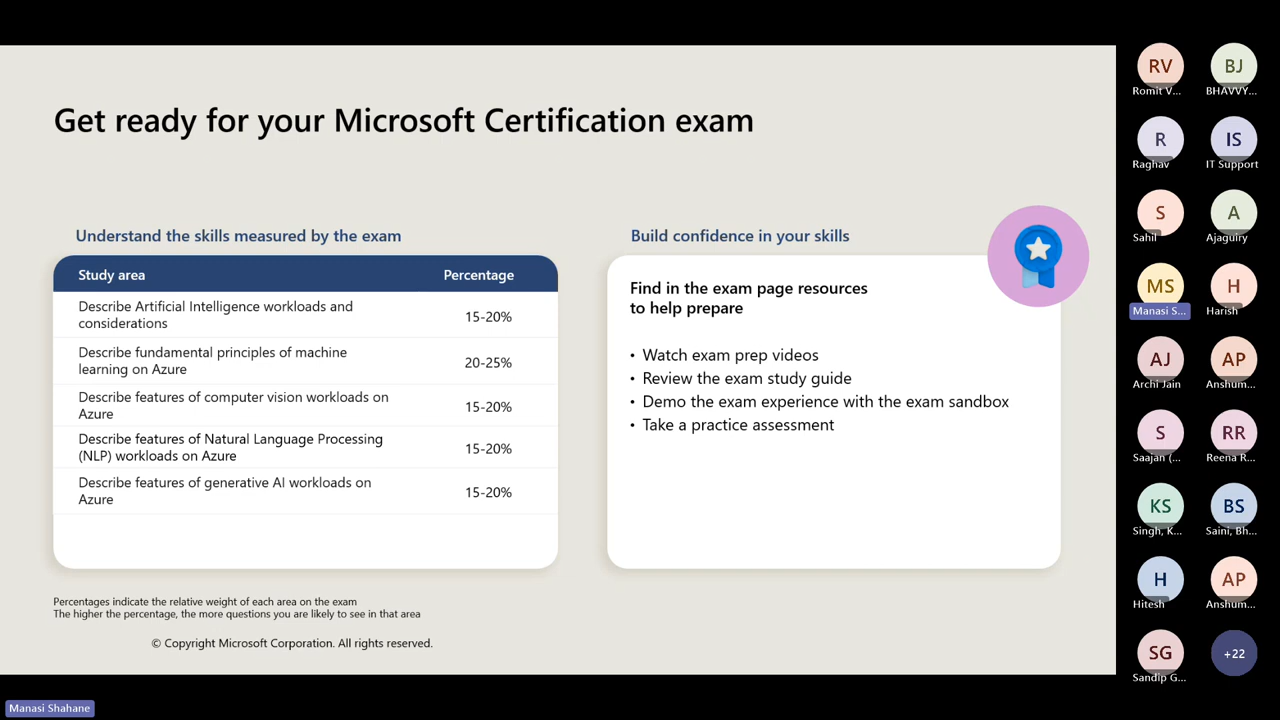 Get ready for your Microsoft Certification exam
Understand the skills measured by the exam
Study area Percentage
Describe Artificial Intelligence workloads and
considerations
15-20%
Describe fundamental principles of machine
learning on Azure
20-25%
Describe features of computer vision workloads on
Azure
15-20%
Describe features of Natural Language Processing
(NLP) workloads on Azure
15-20%
Describe features of generative AI workloads on
Azure
15-20%
Percentages indicate the relative weight of each area on the exam
The higher the percentage, the more questions you are likely to see in that area
© Copyright Microsoft Corporation. All rights reserved.
Build confidence in your skills
Find in the exam page resources
to help prepare
• Watch exam prep videos
• Review the exam study guide
• Demo the exam experience with the exam sandbox
• Take a practice assessment
RV BJ
Romit V... BHAVVY...
R IS
Raghav IT Support
S A
Sahil Ajaguiry
MS H
Manasi S... Harish
AJ AP
Archi Jain Anshum...
S RR
Saajan (... Reena R...
KS BS
Singh, K... Saini, Bh...
H AP
Hitesh Anshum...
SG +22
Sandip G...
Manasi Shahane